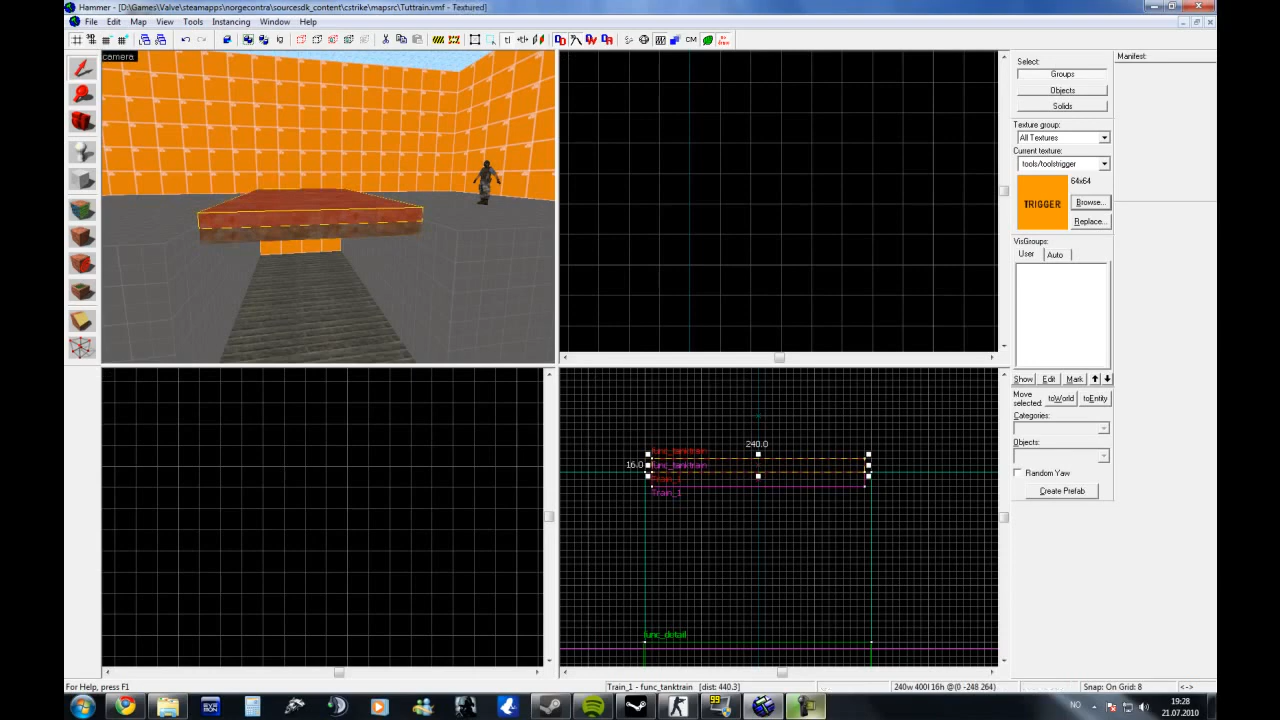 Hammer - [D:\Games\Valve\steamapps\norgecontra\sourcesdk_content\cstrike\mapsrc\Tuttrain.vmf - Textured]
File Edit Map View Tools Instancing Window Help
camera
Select:
Groups
Objects
Solids
Texture group:
All Textures
Current texture:
tools/toolstrigger
64x64
TRIGGER
Browse...
Replace...
VisGroups:
User Auto
Show Edit Mark
Move selected: toWorld toEntity
Categories:
Objects:
Random Yaw
Create Prefab
Manifest:
240.0
16.0
func_tanktrain
func_tanktrain
Train_1
Train_1
func_detail
For Help, press F1
Train_1 - func_tanktrain [dist: 440.3]
240w 400l 16h @(0 -248 264)
Snap: On Grid: 8
<->
NO
19:28
21.07.2010